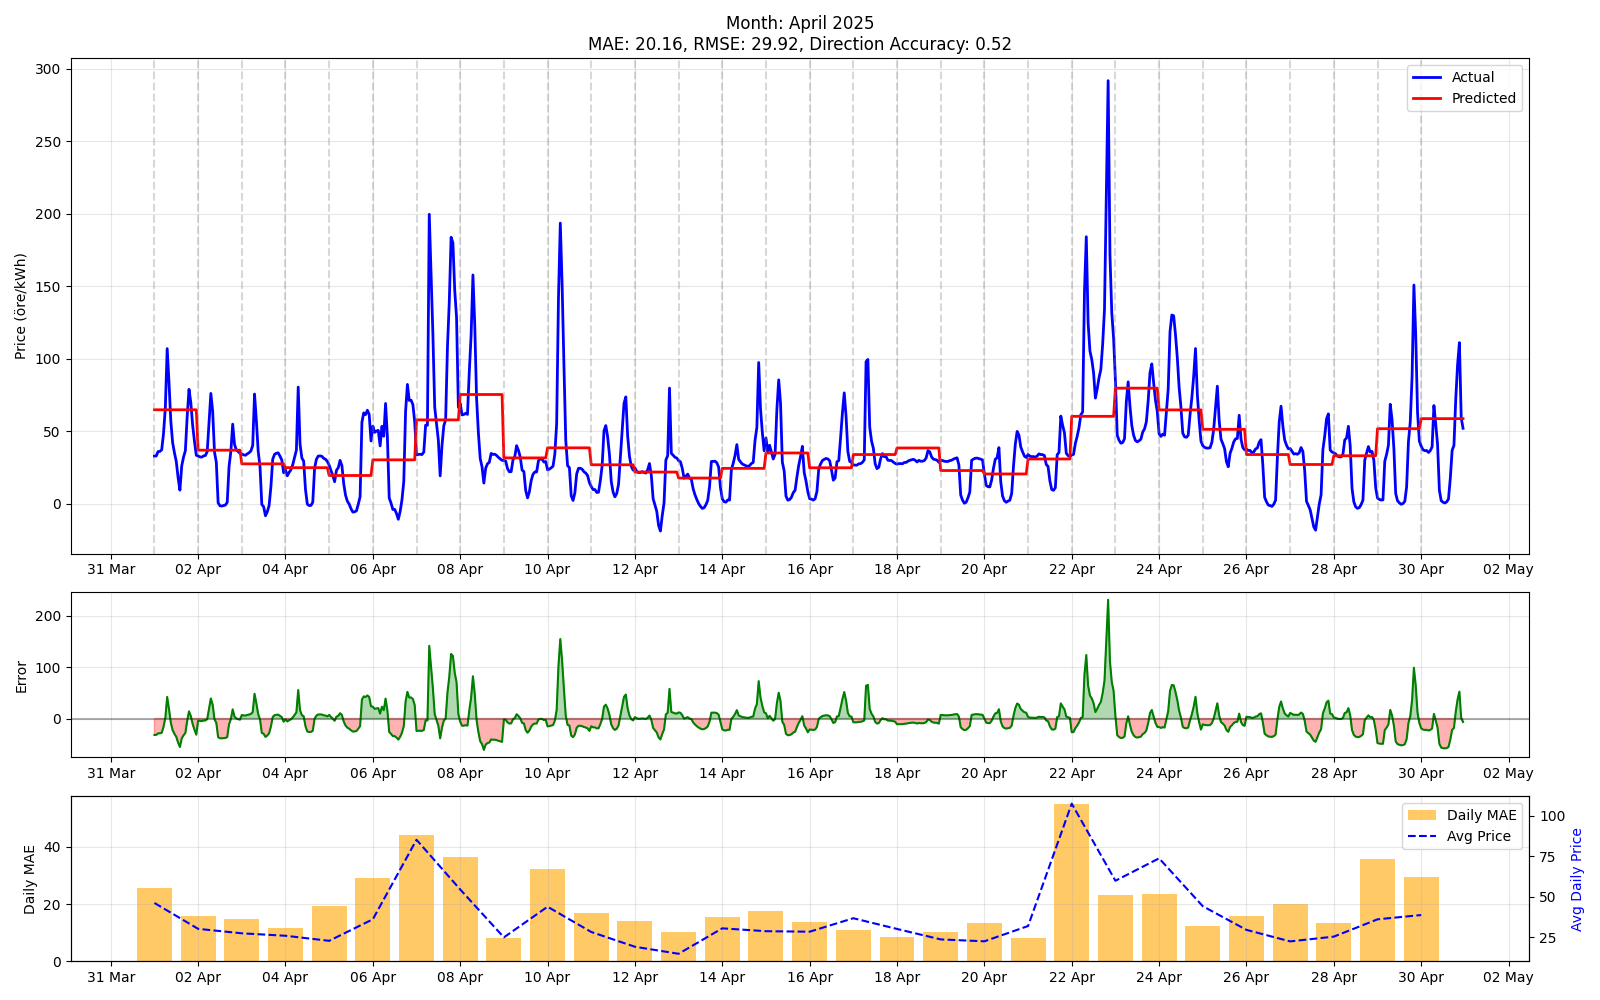 Month: April 2025
MAE: 20.16, RMSE: 29.92, Direction Accuracy: 0.52
Price (öre/kWh)
300
250
200
150
100
50
0
Actual
Predicted
31 Mar 02 Apr 04 Apr 06 Apr 08 Apr 10 Apr 12 Apr 14 Apr 16 Apr 18 Apr 20 Apr 22 Apr 24 Apr 26 Apr 28 Apr 30 Apr 02 May
Error
200
100
0
31 Mar 02 Apr 04 Apr 06 Apr 08 Apr 10 Apr 12 Apr 14 Apr 16 Apr 18 Apr 20 Apr 22 Apr 24 Apr 26 Apr 28 Apr 30 Apr 02 May
Daily MAE
40
20
0
Daily MAE
Avg Price
100
75
50
25
Avg Daily Price
31 Mar 02 Apr 04 Apr 06 Apr 08 Apr 10 Apr 12 Apr 14 Apr 16 Apr 18 Apr 20 Apr 22 Apr 24 Apr 26 Apr 28 Apr 30 Apr 02 May